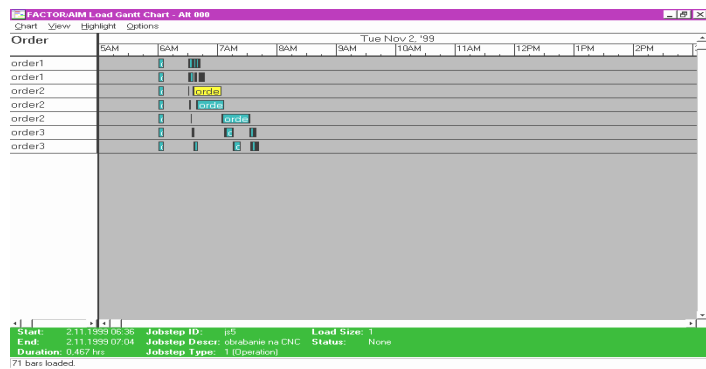 FACTOR/AIM Load Gantt Chart - Alt 000
Chart View Highlight Options
Order
Tue Nov 2, '99
5AM 6AM 7AM 8AM 9AM 10AM 11AM 12PM 1PM 2PM
order1
order1
order2 orde
order2 orde
order2 orde
order3
order3
Start: 2.11.1999 06:36 Jobstep ID: js5 Load Size: 1
End: 2.11.1999 07:04 Jobstep Descr: obrabanie na CNC Status: None
Duration: 0,467 hrs Jobstep Type: 1 (Operation)
71 bars loaded.